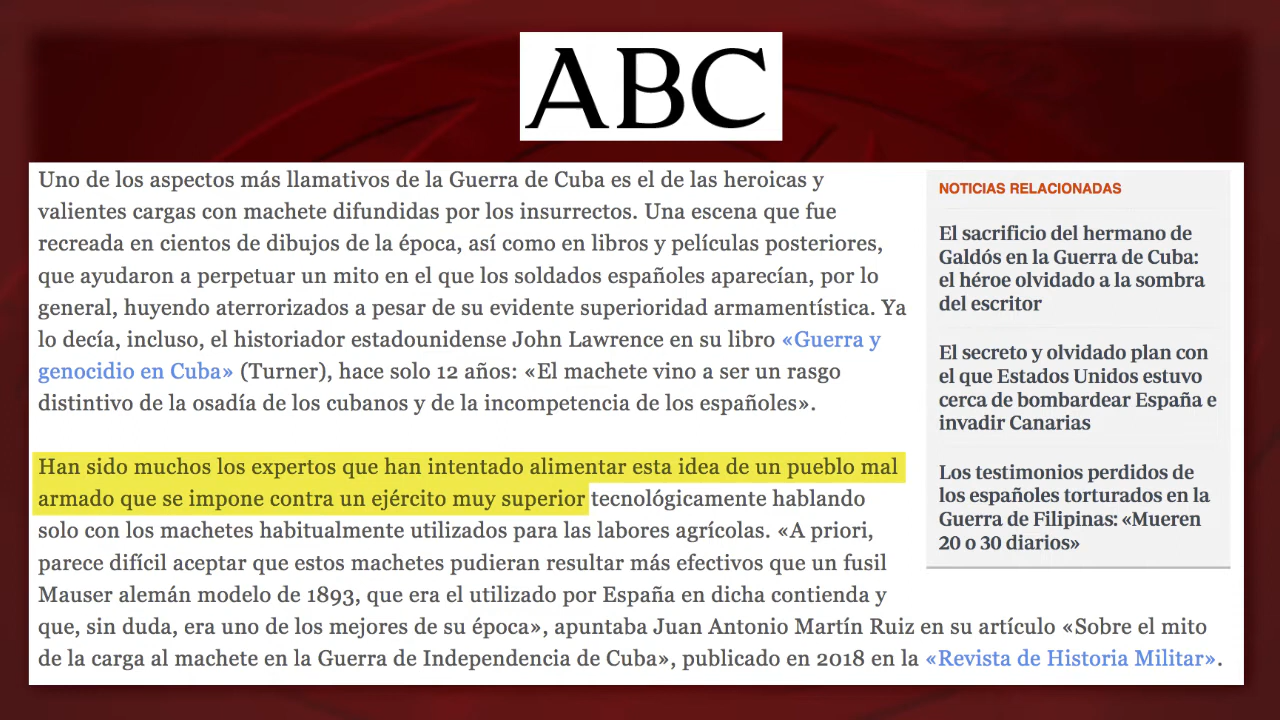 ABC
Uno de los aspectos más llamativos de la Guerra de Cuba es el de las heroicas y
valientes cargas con machete difundidas por los insurrectos. Una escena que fue
recreada en cientos de dibujos de la época, así como en libros y películas posteriores,
que ayudaron a perpetuar un mito en el que los soldados españoles aparecían, por lo
general, huyendo aterrorizados a pesar de su evidente superioridad armamentística. Ya
lo decía, incluso, el historiador estadounidense John Lawrence en su libro «Guerra y
genocidio en Cuba» (Turner), hace solo 12 años: «El machete vino a ser un rasgo
distintivo de la osadía de los cubanos y de la incompetencia de los españoles».
Han sido muchos los expertos que han intentado alimentar esta idea de un pueblo mal
armado que se impone contra un ejército muy superior tecnológicamente hablando
solo con los machetes habitualmente utilizados para las labores agrícolas. «A priori,
parece difícil aceptar que estos machetes pudieran resultar más efectivos que un fusil
Mauser alemán modelo de 1893, que era el utilizado por España en dicha contienda y
que, sin duda, era uno de los mejores de su época», apuntaba Juan Antonio Martín Ruiz en su artículo «Sobre el mito
de la carga al machete en la Guerra de Independencia de Cuba», publicado en 2018 en la «Revista de Historia Militar».
NOTICIAS RELACIONADAS
El sacrificio del hermano de
Galdós en la Guerra de Cuba:
el héroe olvidado a la sombra
del escritor
El secreto y olvidado plan con
el que Estados Unidos estuvo
cerca de bombardear España e
invadir Canarias
Los testimonios perdidos de
los españoles torturados en la
Guerra de Filipinas: «Mueren
20 o 30 diarios»